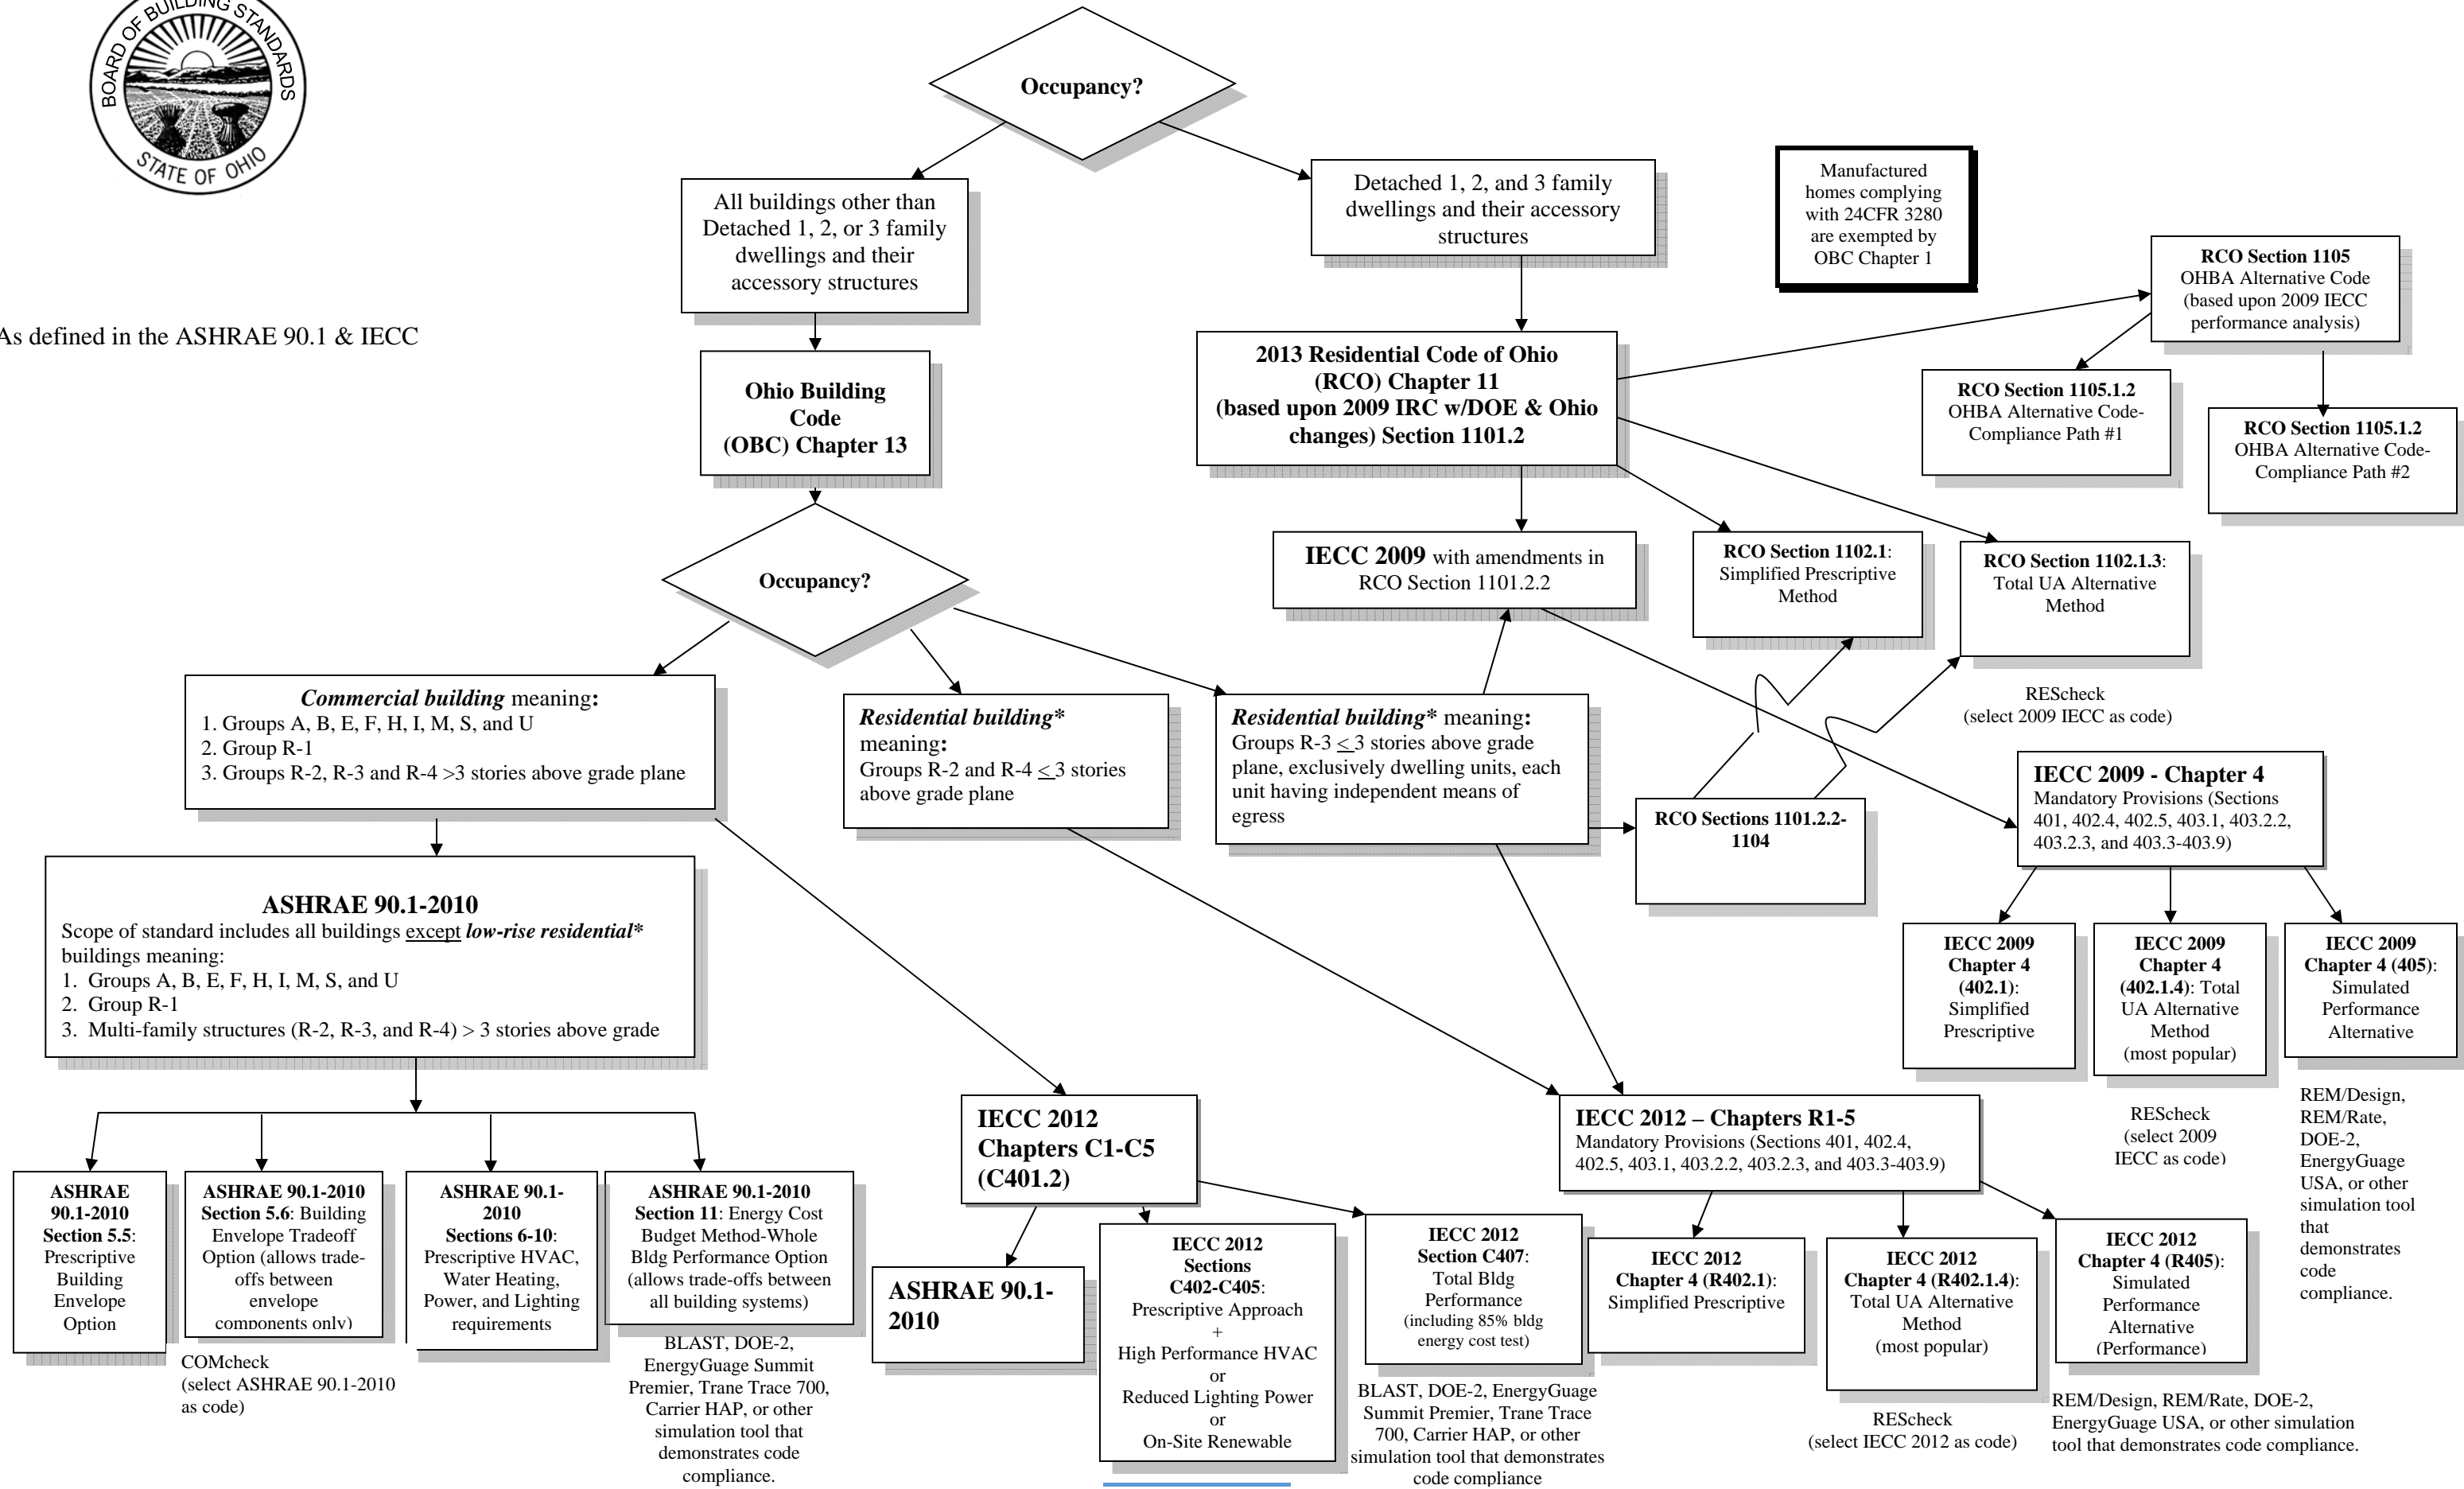 BOARD OF BUILDING STANDARDS
STATE OF OHIO
Occupancy?
All buildings other than
Detached 1, 2, or 3 family
dwellings and their
accessory structures
Detached 1, 2, and 3 family
dwellings and their accessory
structures
Manufactured
homes complying
with 24CFR 3280
are exempted by
OBC Chapter 1
RCO Section 1105
OHBA Alternative Code
(based upon 2009 IECC
performance analysis)
As defined in the ASHRAE 90.1 & IECC
Ohio Building
Code
(OBC) Chapter 13
2013 Residential Code of Ohio
(RCO) Chapter 11
(based upon 2009 IRC w/DOE & Ohio
changes) Section 1101.2
RCO Section 1105.1.2
OHBA Alternative Code-
Compliance Path #1
RCO Section 1105.1.2
OHBA Alternative Code-
Compliance Path #2
Occupancy?
IECC 2009 with amendments in
RCO Section 1101.2.2
RCO Section 1102.1:
Simplified Prescriptive
Method
RCO Section 1102.1.3:
Total UA Alternative
Method
REScheck
(select 2009 IECC as code)
Commercial building meaning:
1. Groups A, B, E, F, H, I, M, S, and U
2. Group R-1
3. Groups R-2, R-3 and R-4 >3 stories above grade plane
Residential building*
meaning:
Groups R-2 and R-4 ≤3 stories
above grade plane
Residential building* meaning:
Groups R-3 ≤3 stories above grade
plane, exclusively dwelling units, each
unit having independent means of
egress
RCO Sections 1101.2.2-
1104
IECC 2009 - Chapter 4
Mandatory Provisions (Sections
401, 402.4, 402.5, 403.1, 403.2.2,
403.2.3, and 403.3-403.9)
ASHRAE 90.1-2010
Scope of standard includes all buildings except low-rise residential*
buildings meaning:
1. Groups A, B, E, F, H, I, M, S, and U
2. Group R-1
3. Multi-family structures (R-2, R-3, and R-4) > 3 stories above grade
IECC 2009
Chapter 4
(402.1):
Simplified
Prescriptive
IECC 2009
Chapter 4
(402.1.4): Total
UA Alternative
Method
(most popular)
IECC 2009
Chapter 4 (405):
Simulated
Performance
Alternative
REScheck
(select 2009
IECC as code)
REM/Design,
REM/Rate,
DOE-2,
EnergyGuage
USA, or other
simulation tool
that
demonstrates
code
compliance.
IECC 2012
Chapters C1-C5
(C401.2)
IECC 2012 – Chapters R1-5
Mandatory Provisions (Sections 401, 402.4,
402.5, 403.1, 403.2.2, 403.2.3, and 403.3-403.9)
ASHRAE
90.1-2010
Section 5.5:
Prescriptive
Building
Envelope
Option
ASHRAE 90.1-2010
Section 5.6: Building
Envelope Tradeoff
Option (allows trade-
offs between
envelope
components only)
COMcheck
(select ASHRAE 90.1-2010
as code)
ASHRAE 90.1-
2010
Sections 6-10:
Prescriptive HVAC,
Water Heating,
Power, and Lighting
requirements
ASHRAE 90.1-2010
Section 11: Energy Cost
Budget Method-Whole
Bldg Performance Option
(allows trade-offs between
all building systems)
BLAST, DOE-2,
EnergyGuage Summit
Premier, Trane Trace 700,
Carrier HAP, or other
simulation tool that
demonstrates code
compliance.
ASHRAE 90.1-
2010
IECC 2012
Sections
C402-C405:
Prescriptive Approach
+
High Performance HVAC
or
Reduced Lighting Power
or
On-Site Renewable
IECC 2012
Section C407:
Total Bldg
Performance
(including 85% bldg
energy cost test)
BLAST, DOE-2, EnergyGuage
Summit Premier, Trane Trace
700, Carrier HAP, or other
simulation tool that demonstrates
code compliance
IECC 2012
Chapter 4 (R402.1):
Simplified Prescriptive
IECC 2012
Chapter 4 (R402.1.4):
Total UA Alternative
Method
(most popular)
REScheck
(select IECC 2012 as code)
IECC 2012
Chapter 4 (R405):
Simulated
Performance
Alternative
(Performance)
REM/Design, REM/Rate, DOE-2,
EnergyGuage USA, or other simulation
tool that demonstrates code compliance.